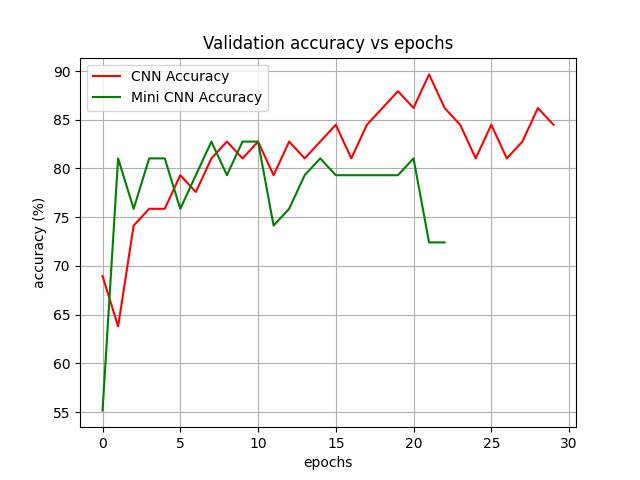 Validation accuracy vs epochs
CNN Accuracy
Mini CNN Accuracy
accuracy (%)
90
85
80
75
70
65
60
55
0 5 10 15 20 25 30
epochs